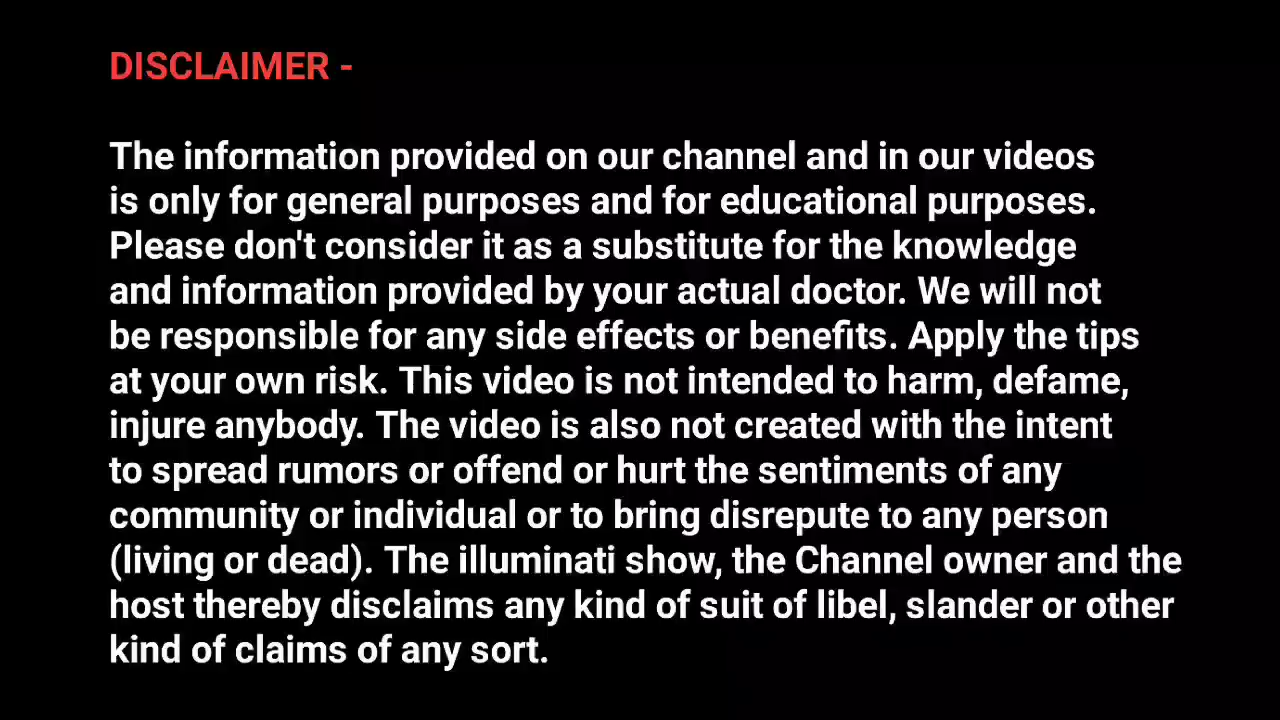 DISCLAIMER -
The information provided on our channel and in our videos
is only for general purposes and for educational purposes.
Please don't consider it as a substitute for the knowledge
and information provided by your actual doctor. We will not
be responsible for any side effects or benefits. Apply the tips
at your own risk. This video is not intended to harm, defame,
injure anybody. The video is also not created with the intent
to spread rumors or offend or hurt the sentiments of any
community or individual or to bring disrepute to any person
(living or dead). The illuminati show, the Channel owner and the
host thereby disclaims any kind of suit of libel, slander or other
kind of claims of any sort.